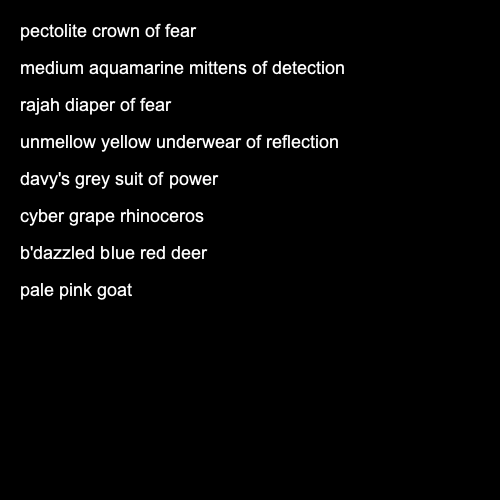 pectolite crown of fear
medium aquamarine mittens of detection
rajah diaper of fear
unmellow yellow underwear of reflection
davy's grey suit of power
cyber grape rhinoceros
b'dazzled blue red deer
pale pink goat